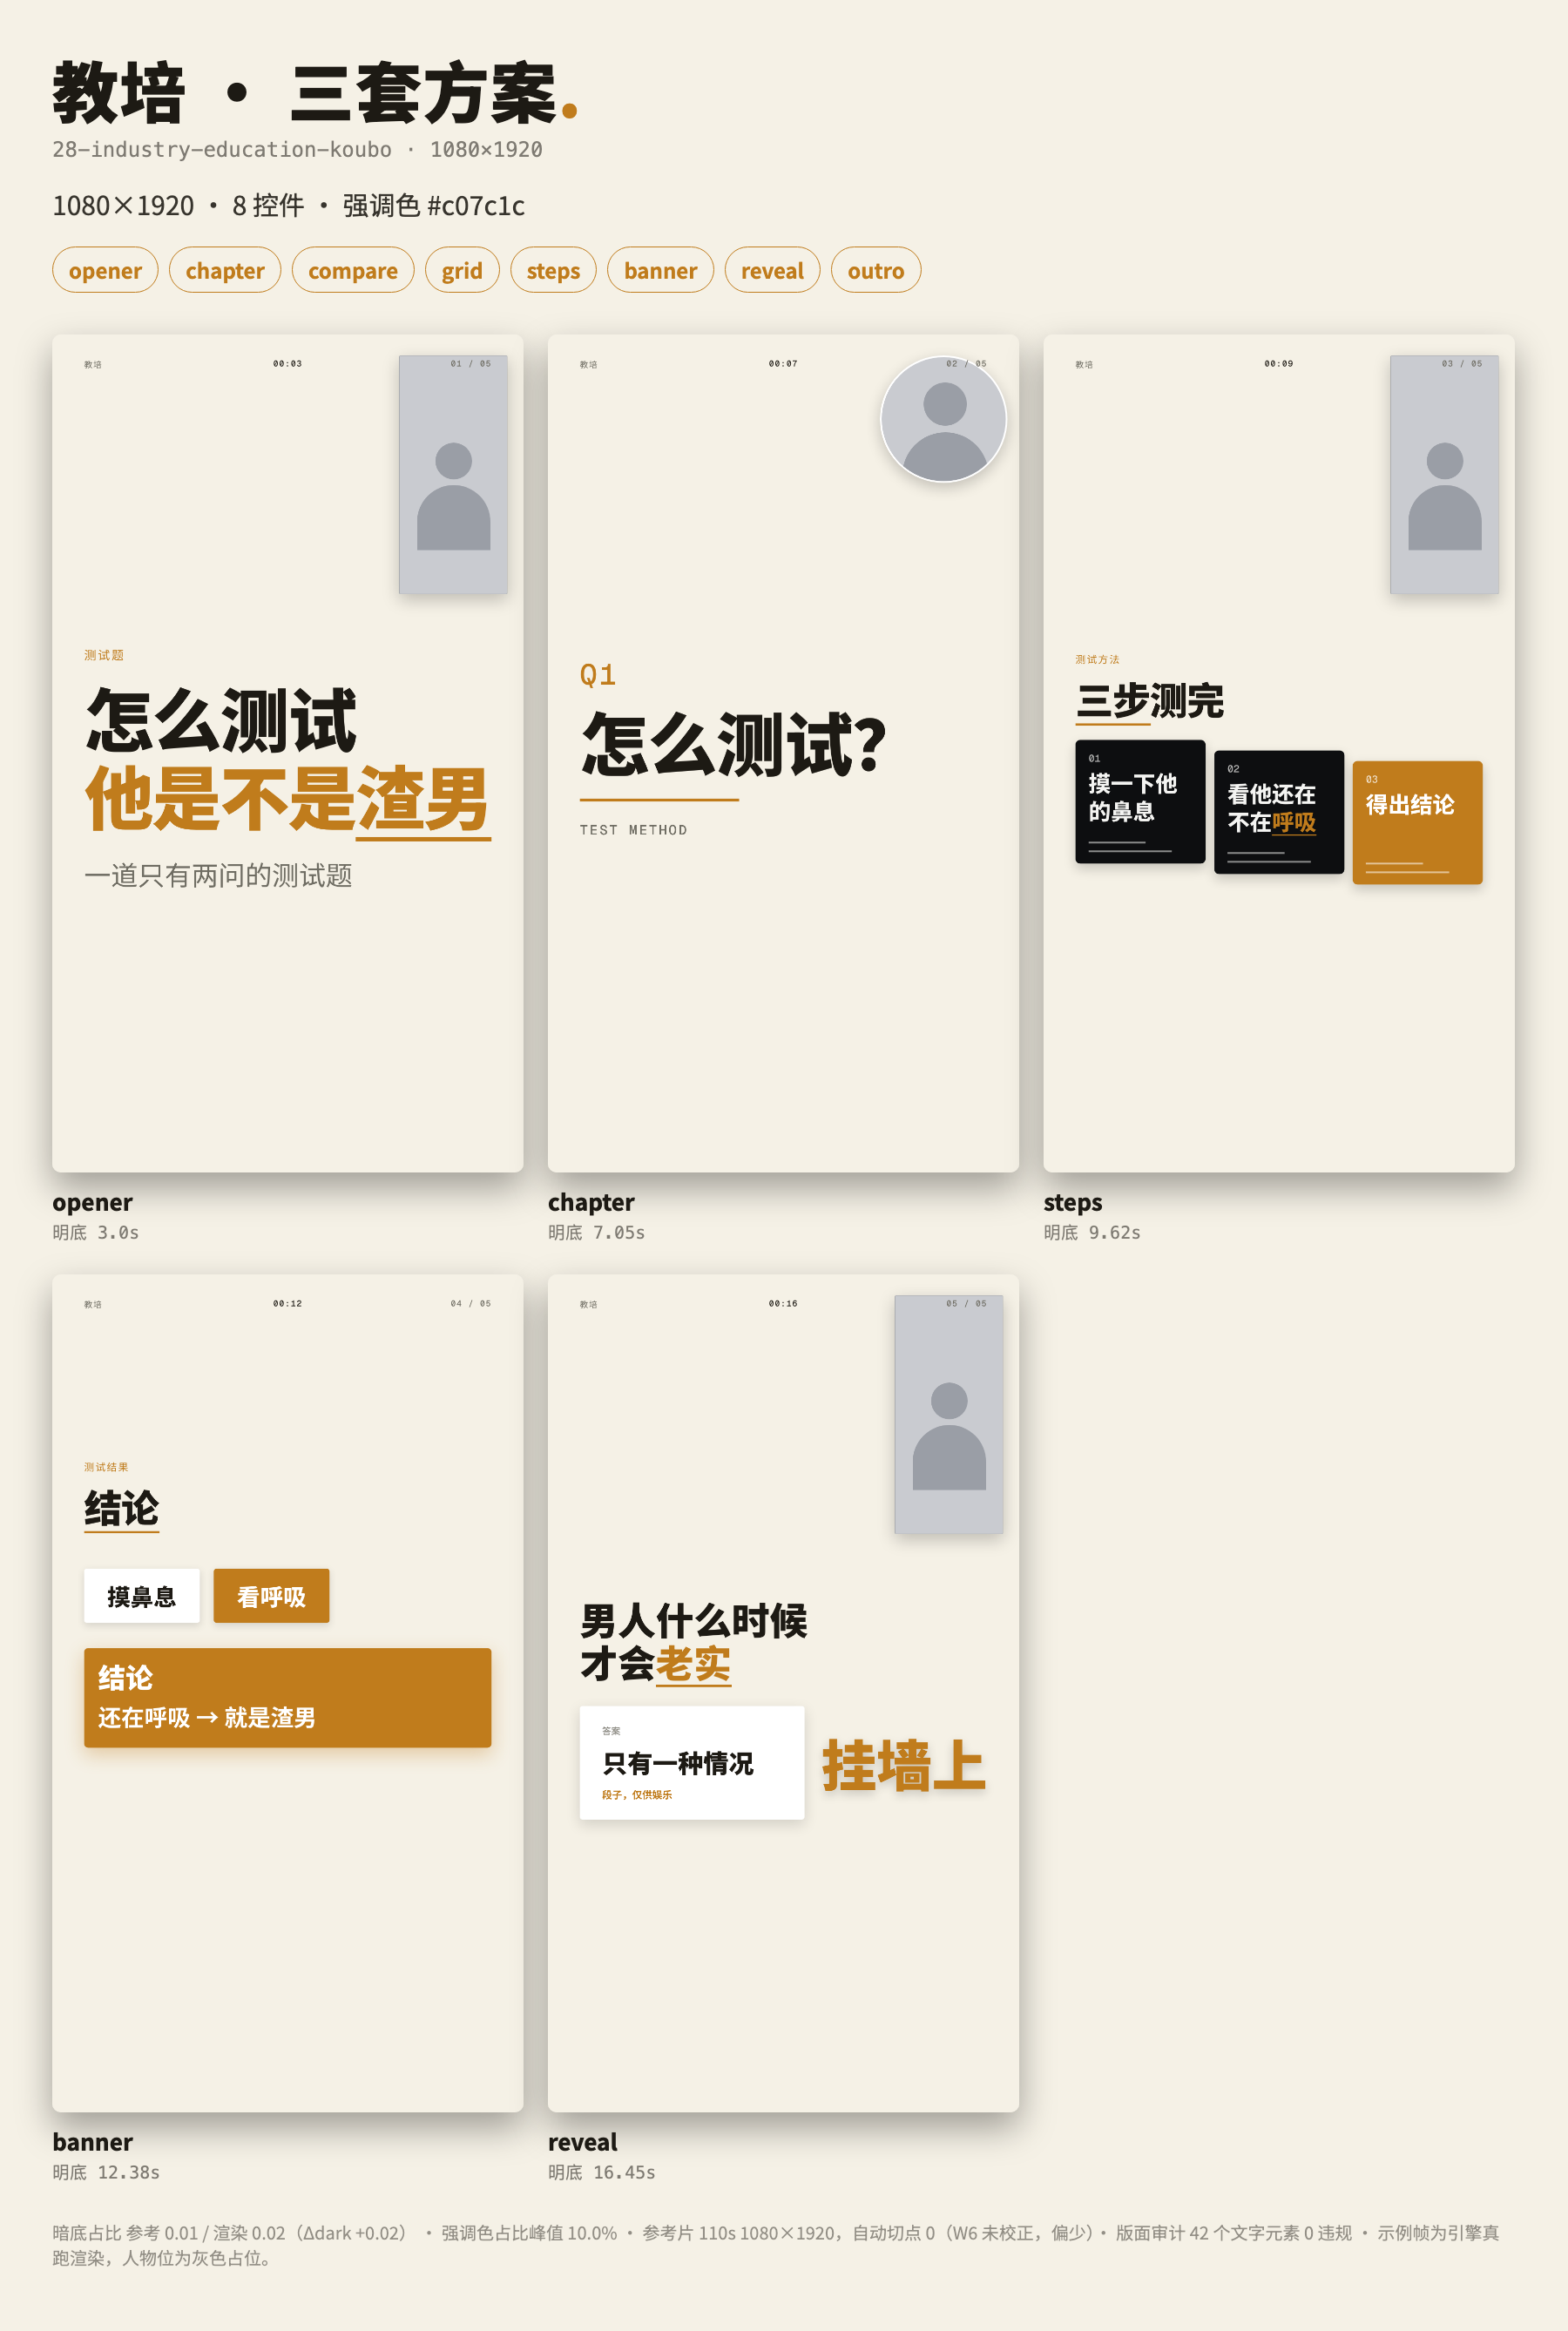 教培 · 三套方案.
28-industry-education-koubo · 1080×1920
1080×1920 · 8 控件 · 强调色 #c07c1c
opener chapter compare grid steps banner reveal outro
教培 00:03 01 / 05
测试题
怎么测试
他是不是渣男
一道只有两问的测试题
opener
明底 3.0s
教培 00:07 02 / 05
Q1
怎么测试?
TEST METHOD
chapter
明底 7.05s
教培 00:09 03 / 05
测试方法
三步测完
01
摸一下他
的鼻息
02
看他还在
不在呼吸
03
得出结论
steps
明底 9.62s
教培 00:12 04 / 05
测试结果
结论
摸鼻息
看呼吸
结论
还在呼吸 → 就是渣男
banner
明底 12.38s
教培 00:16 05 / 05
男人什么时候
才会老实
答案
只有一种情况
段子，仅供娱乐
挂墙上
reveal
明底 16.45s
暗底占比 参考 0.01 / 渲染 0.02（Δdark +0.02） · 强调色占比峰值 10.0% · 参考片 110s 1080×1920，自动切点 0（W6 未校正，偏少）· 版面审计 42 个文字元素 0 违规 · 示例帧为引擎真
跑渲染，人物位为灰色占位。